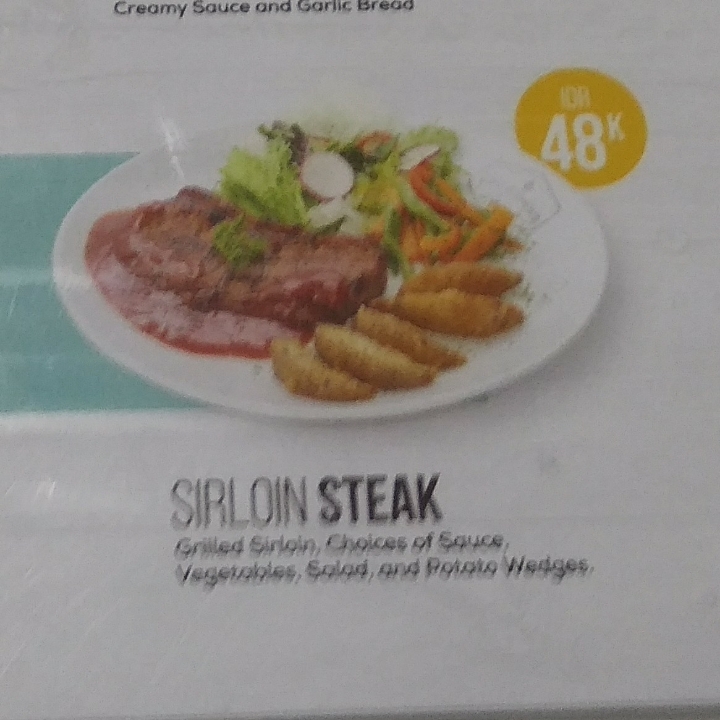 Creamy Sauce and Garlic Bread
IDR
48K
SIRLOIN STEAK
Grilled Sirloin, Choices of Sauce,
Vegetables, Salad, and Potato Wedges.